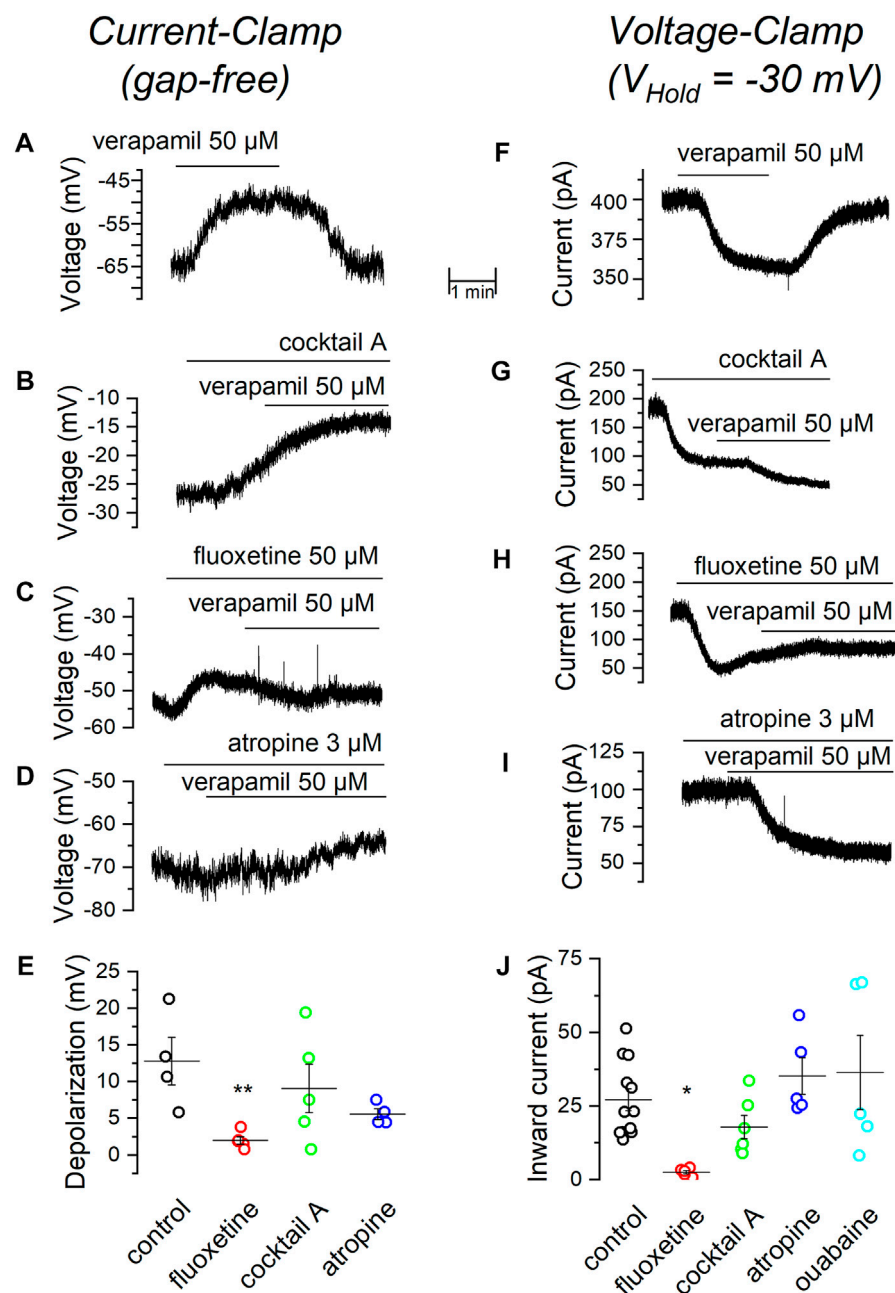 Current-Clamp
(gap-free)
Voltage-Clamp
(VHold = -30 mV)
A
verapamil 50 µM
Voltage (mV)
-45
-55
-65
1 min
F
verapamil 50 µM
Current (pA)
400
375
350
B
cocktail A
verapamil 50 µM
Voltage (mV)
-10
-15
-20
-25
-30
G
cocktail A
verapamil 50 µM
Current (pA)
250
200
150
100
50
C
fluoxetine 50 µM
verapamil 50 µM
Voltage (mV)
-30
-40
-50
-60
H
fluoxetine 50 µM
verapamil 50 µM
Current (pA)
250
200
150
100
50
D
atropine 3 µM
verapamil 50 µM
Voltage (mV)
-50
-60
-70
-80
I
atropine 3 µM
verapamil 50 µM
Current (pA)
125
100
75
50
E
Depolarization (mV)
25
20
15
10
5
0
**
control
fluoxetine
cocktail A
atropine
J
Inward current (pA)
75
50
25
0
*
control
fluoxetine
cocktail A
atropine
ouabaine